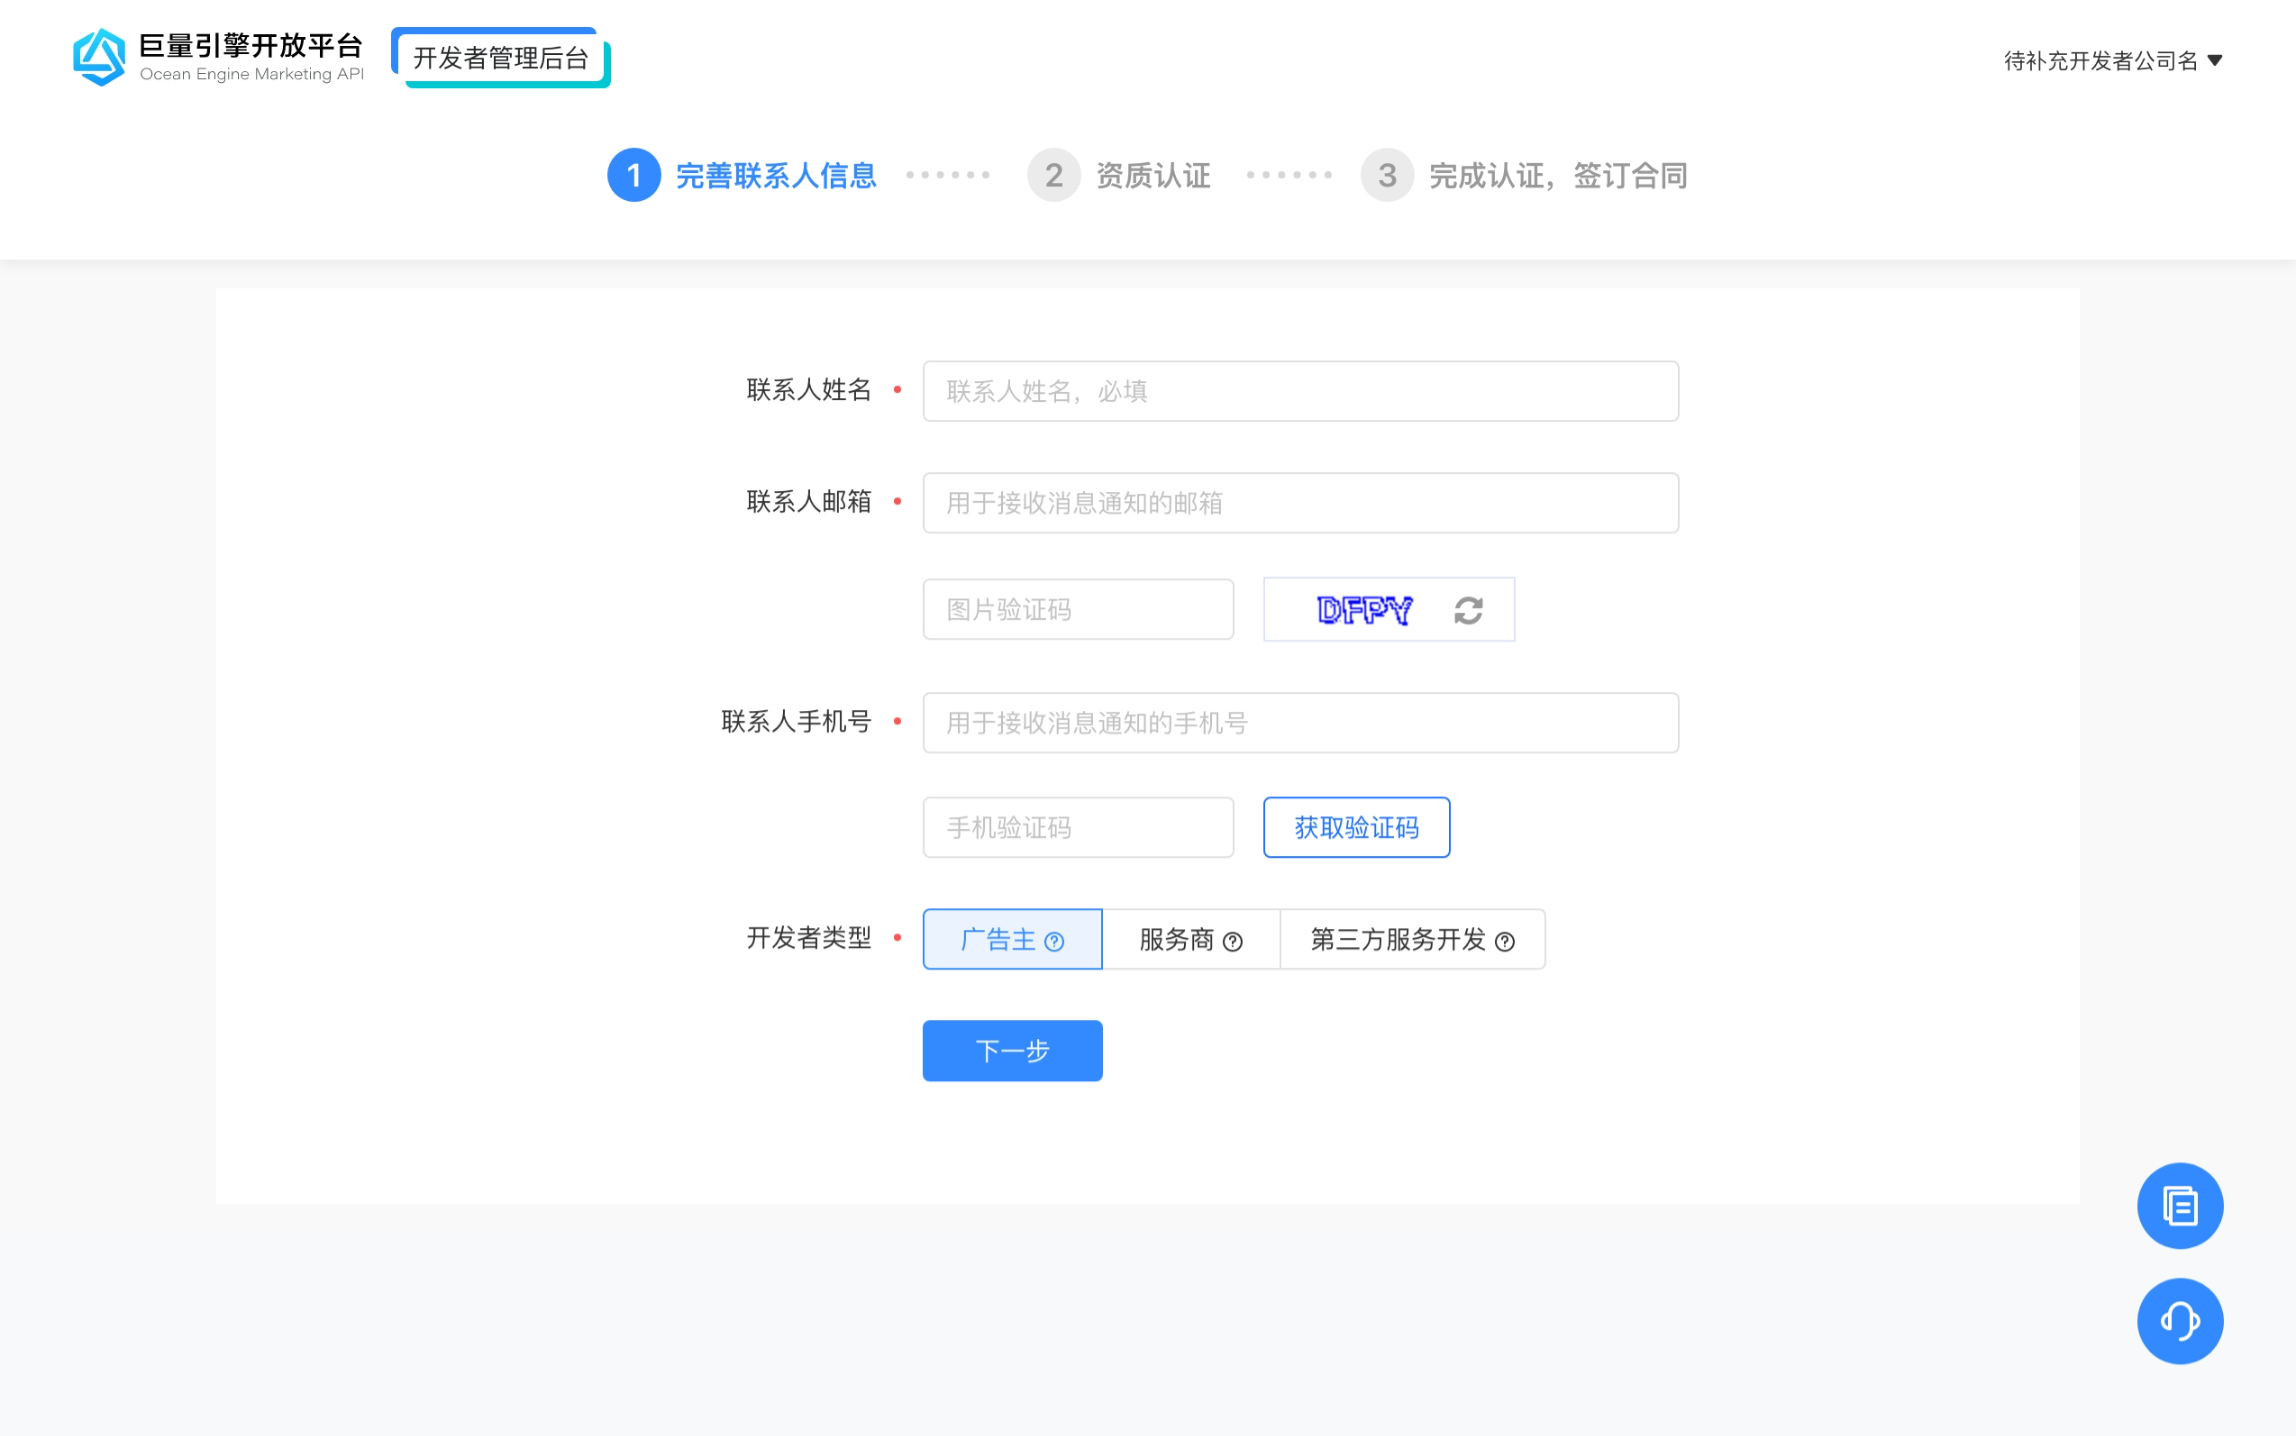 巨量引擎开放平台
Ocean Engine Marketing API
开发者管理后台
待补充开发者公司名
1 完善联系人信息 2 资质认证 3 完成认证，签订合同
联系人姓名
联系人姓名，必填
联系人邮箱
用于接收消息通知的邮箱
图片验证码
DFPY
联系人手机号
用于接收消息通知的手机号
手机验证码
获取验证码
开发者类型
广告主 服务商 第三方服务开发
下一步